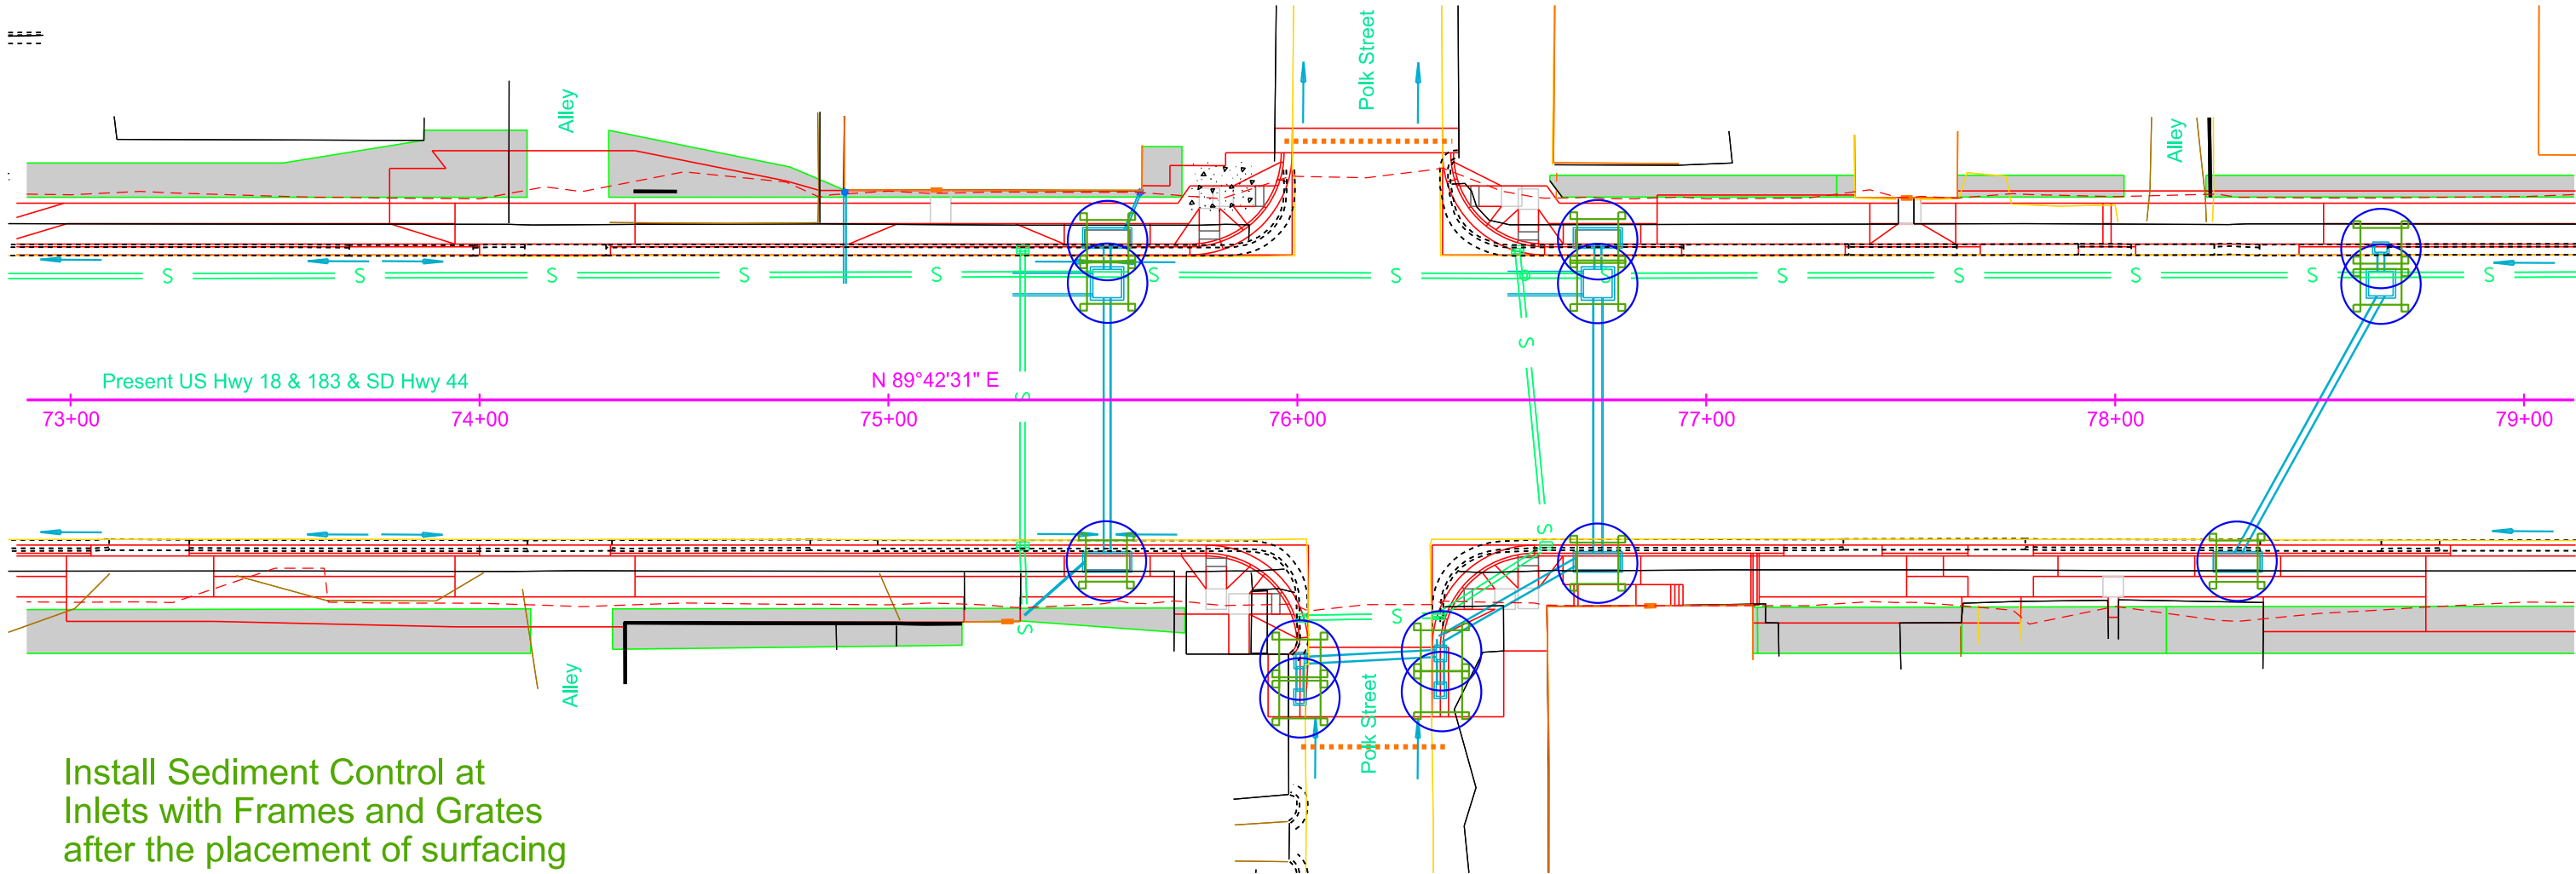 Polk Street
Alley
Alley
S S S S S S S S S S S S S S
S
Present US Hwy 18 & 183 & SD Hwy 44
N 89°42'31" E
S
73+00 74+00 75+00 76+00 77+00 78+00 79+00
S
S
S
Alley
Polk Street
Install Sediment Control at
Inlets with Frames and Grates
after the placement of surfacing